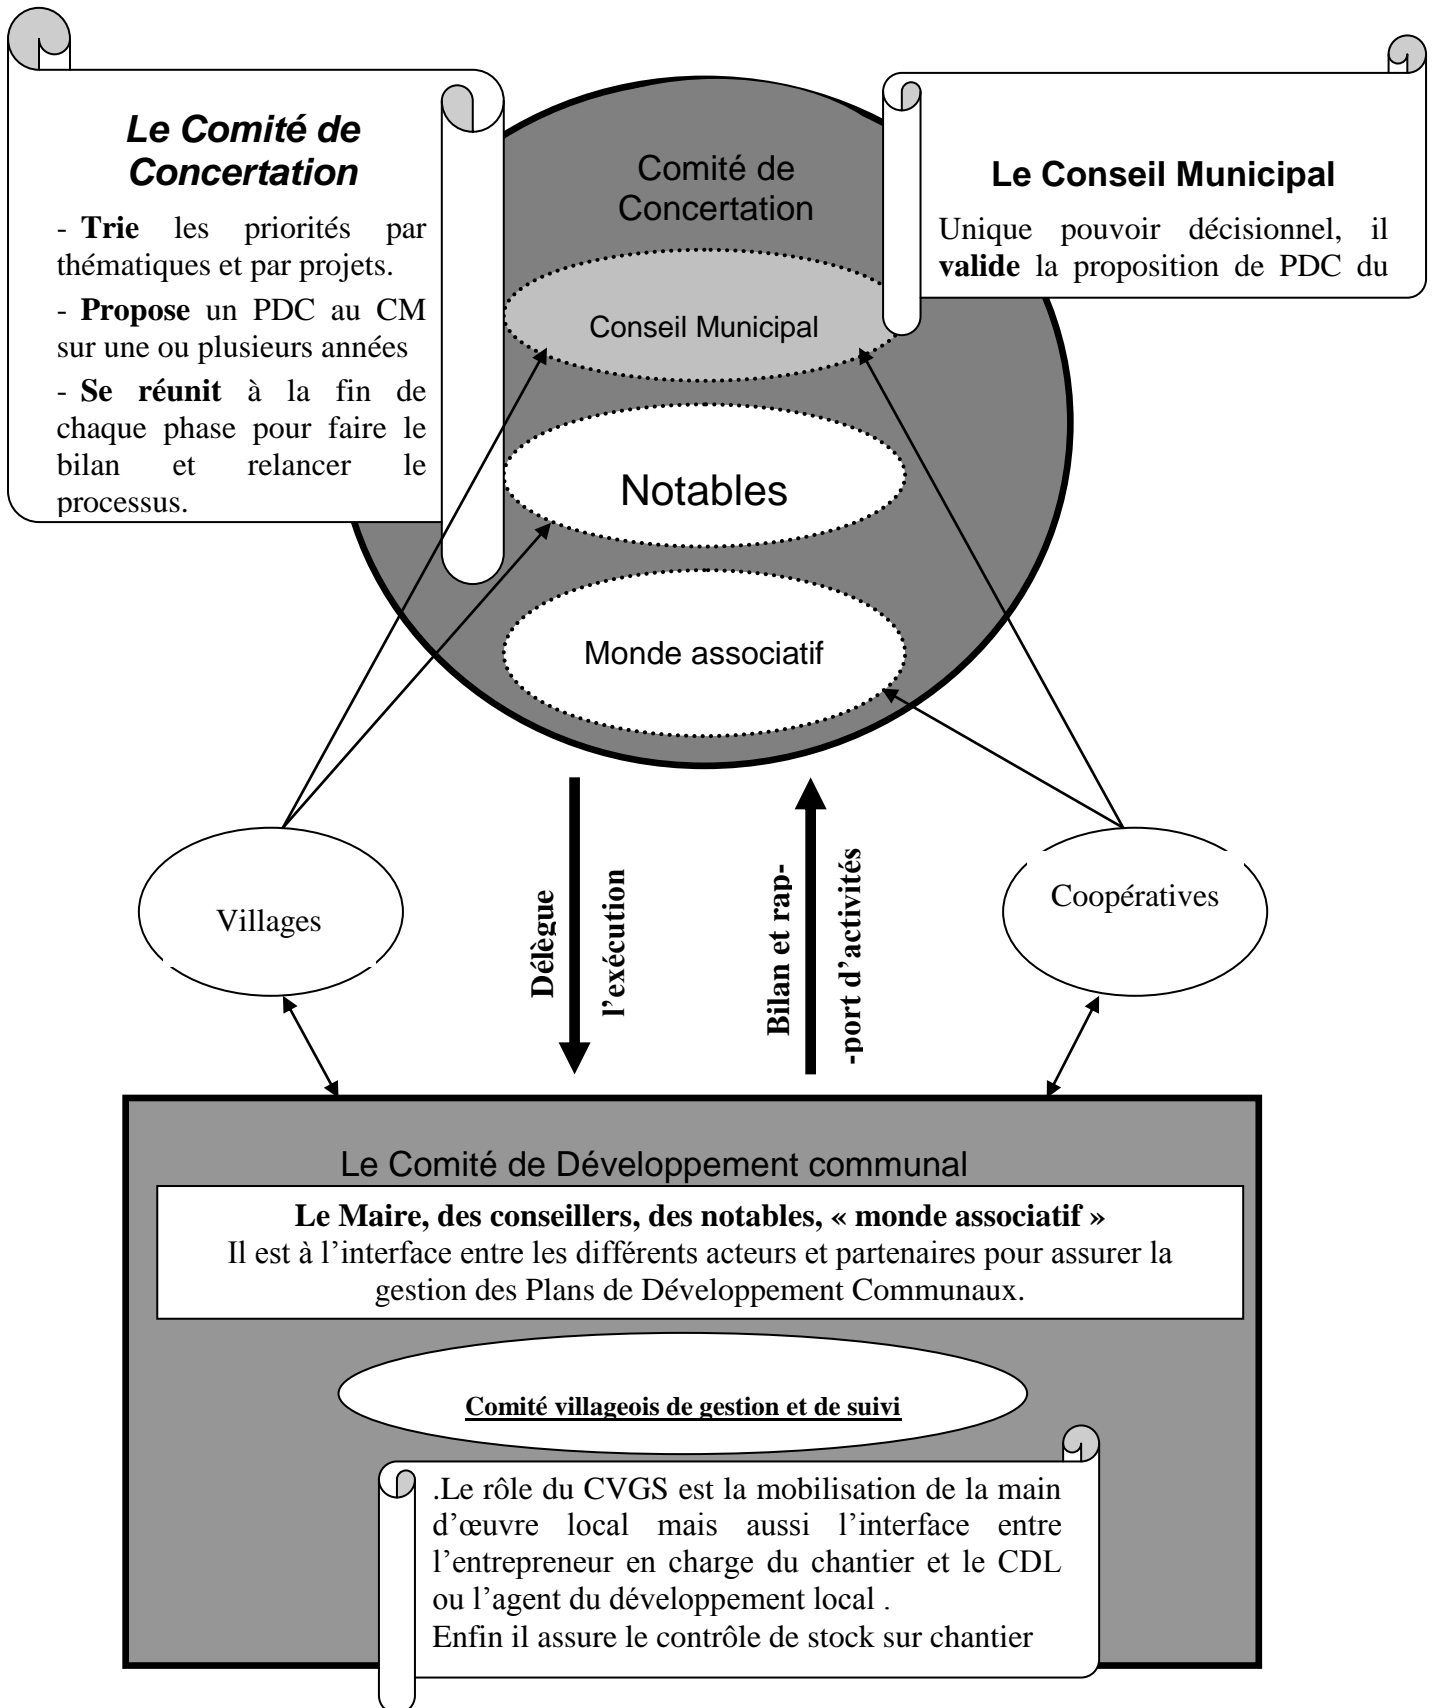 Le Comité de
Concertation
- Trie les priorités par
thématiques et par projets.
- Propose un PDC au CM
sur une ou plusieurs années
- Se réunit à la fin de
chaque phase pour faire le
bilan et relancer le
processus.
Comité de
Concertation
Le Conseil Municipal
Unique pouvoir décisionnel, il
valide la proposition de PDC du
Conseil Municipal
Notables
Monde associatif
Villages
Délègue
l’exécution
Bilan et rap-
-port d’activités
Coopératives
Le Comité de Développement communal
Le Maire, des conseillers, des notables, « monde associatif »
Il est à l’interface entre les différents acteurs et partenaires pour assurer la
gestion des Plans de Développement Communaux.
Comité villageois de gestion et de suivi
.Le rôle du CVGS est la mobilisation de la main
d’œuvre local mais aussi l’interface entre
l’entrepreneur en charge du chantier et le CDL
ou l’agent du développement local .
Enfin il assure le contrôle de stock sur chantier